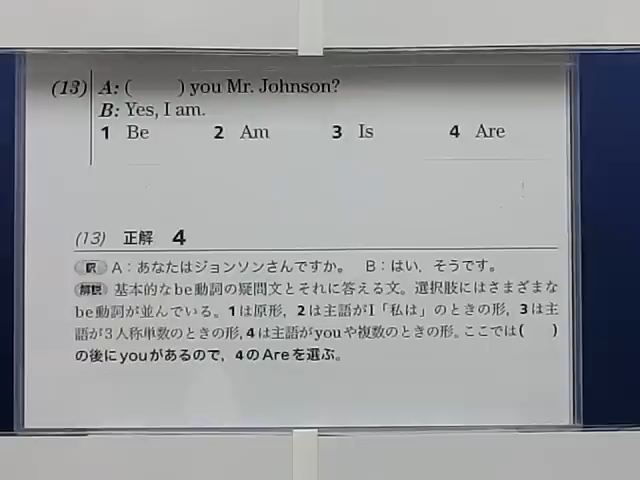 (13) A: (      ) you Mr. Johnson?
B: Yes, I am.
1 Be 2 Am 3 Is 4 Are
(13) 正解 4
訳 A：あなたはジョンソンさんですか。 B：はい，そうです。
解説 基本的なbe動詞の疑問文とそれに答える文。選択肢にはさまざまな
be動詞が並んでいる。1は原形，2は主語がI「私は」のときの形，3は主
語が3人称単数のときの形，4は主語がyouや複数のときの形。ここでは(      )
の後にyouがあるので，4のAreを選ぶ。